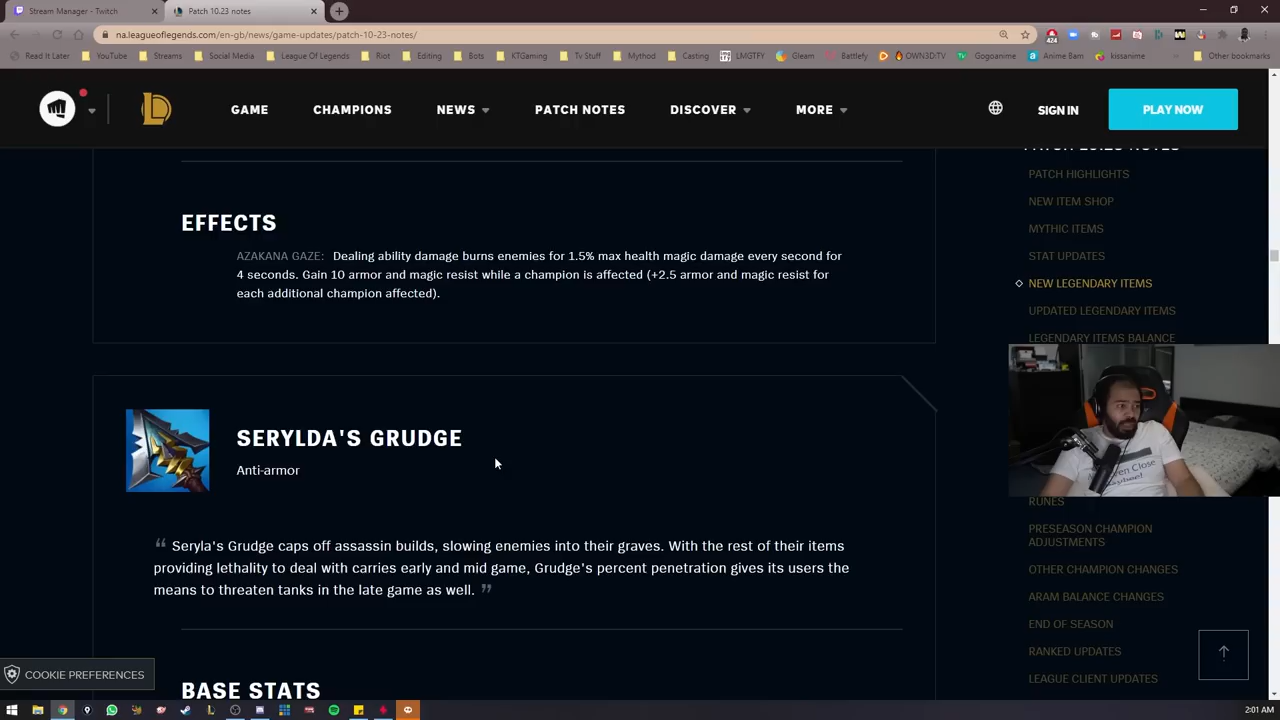 Stream Manager - Twitch
Patch 10.23 notes
na.leagueoflegends.com/en-gb/news/game-updates/patch-10-23-notes/
424
Read It Later
YouTube
Streams
Social Media
League Of Legends
Riot
Editing
Bots
KTGaming
Tv Stuff
Mythod
Casting
LMGTFY
Gleam
Battlefy
OWN3D:TV
Gogoanime
Anime Bam
kissanime
Other bookmarks
GAME
CHAMPIONS
NEWS
PATCH NOTES
DISCOVER
MORE
SIGN IN
PLAY NOW
PATCH HIGHLIGHTS
NEW ITEM SHOP
MYTHIC ITEMS
STAT UPDATES
NEW LEGENDARY ITEMS
UPDATED LEGENDARY ITEMS
LEGENDARY ITEMS BALANCE
RUNES
PRESEASON CHAMPION
ADJUSTMENTS
OTHER CHAMPION CHANGES
ARAM BALANCE CHANGES
END OF SEASON
RANKED UPDATES
LEAGUE CLIENT UPDATES
EFFECTS
AZAKANA GAZE: Dealing ability damage burns enemies for 1.5% max health magic damage every second for
4 seconds. Gain 10 armor and magic resist while a champion is affected (+2.5 armor and magic resist for
each additional champion affected).
SERYLDA'S GRUDGE
Anti-armor
“ Seryla's Grudge caps off assassin builds, slowing enemies into their graves. With the rest of their items
providing lethality to deal with carries early and mid game, Grudge's percent penetration gives its users the
means to threaten tanks in the late game as well. ”
BASE STATS
COOKIE PREFERENCES
2:01 AM